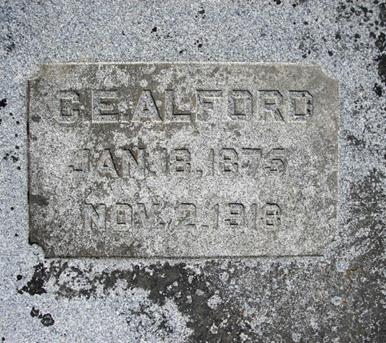 C.E. ALFORD
JAN. 18, 1875
NOV. 2, 1918